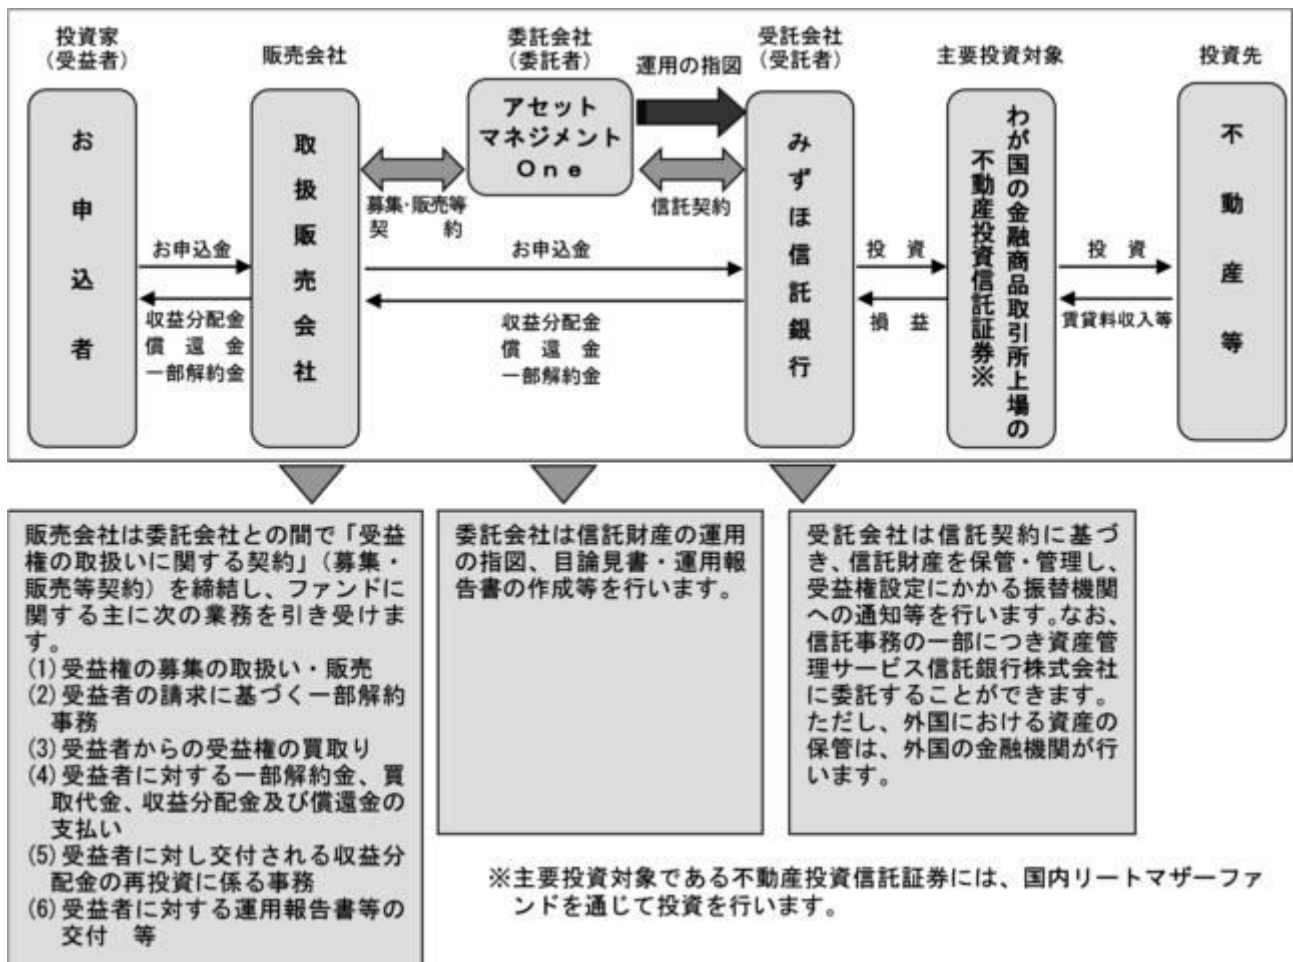 投資家
(受益者)
販売会社
委託会社
(委託者)
運用の指図
受託会社
(受託者)
主要投資対象
投資先
お申込者
取扱販売会社
アセット
マネジメント
One
みずほ信託銀行
わが国の金融商品取引所上場の
不動産投資信託証券※
不動産等
募集・販売等
契 約
信託契約
お申込金
収益分配金
償 還 金
一部解約金
お申込金
収益分配金
償 還 金
一部解約金
投 資
損 益
投 資
賃貸料収入等
販売会社は委託会社との間で「受益
権の取扱いに関する契約」(募集・
販売等契約)を締結し、ファンドに
関する主に次の業務を引き受けま
す。
(1)受益権の募集の取扱い・販売
(2)受益者の請求に基づく一部解約
事務
(3)受益者からの受益権の買取り
(4)受益者に対する一部解約金、買
取代金、収益分配金及び償還金の
支払い
(5)受益者に対し交付される収益分
配金の再投資に係る事務
(6)受益者に対する運用報告書等の
交付 等
委託会社は信託財産の運用
の指図、目論見書・運用報
告書の作成等を行います。
受託会社は信託契約に基づ
き、信託財産を保管・管理し、
受益権設定にかかる振替機関
への通知等を行います。なお、
信託事務の一部につき資産管
理サービス信託銀行株式会社
に委託することができます。
ただし、外国における資産の
保管は、外国の金融機関が行
います。
※主要投資対象である不動産投資信託証券には、国内リートマザーファ
ンドを通じて投資を行います。